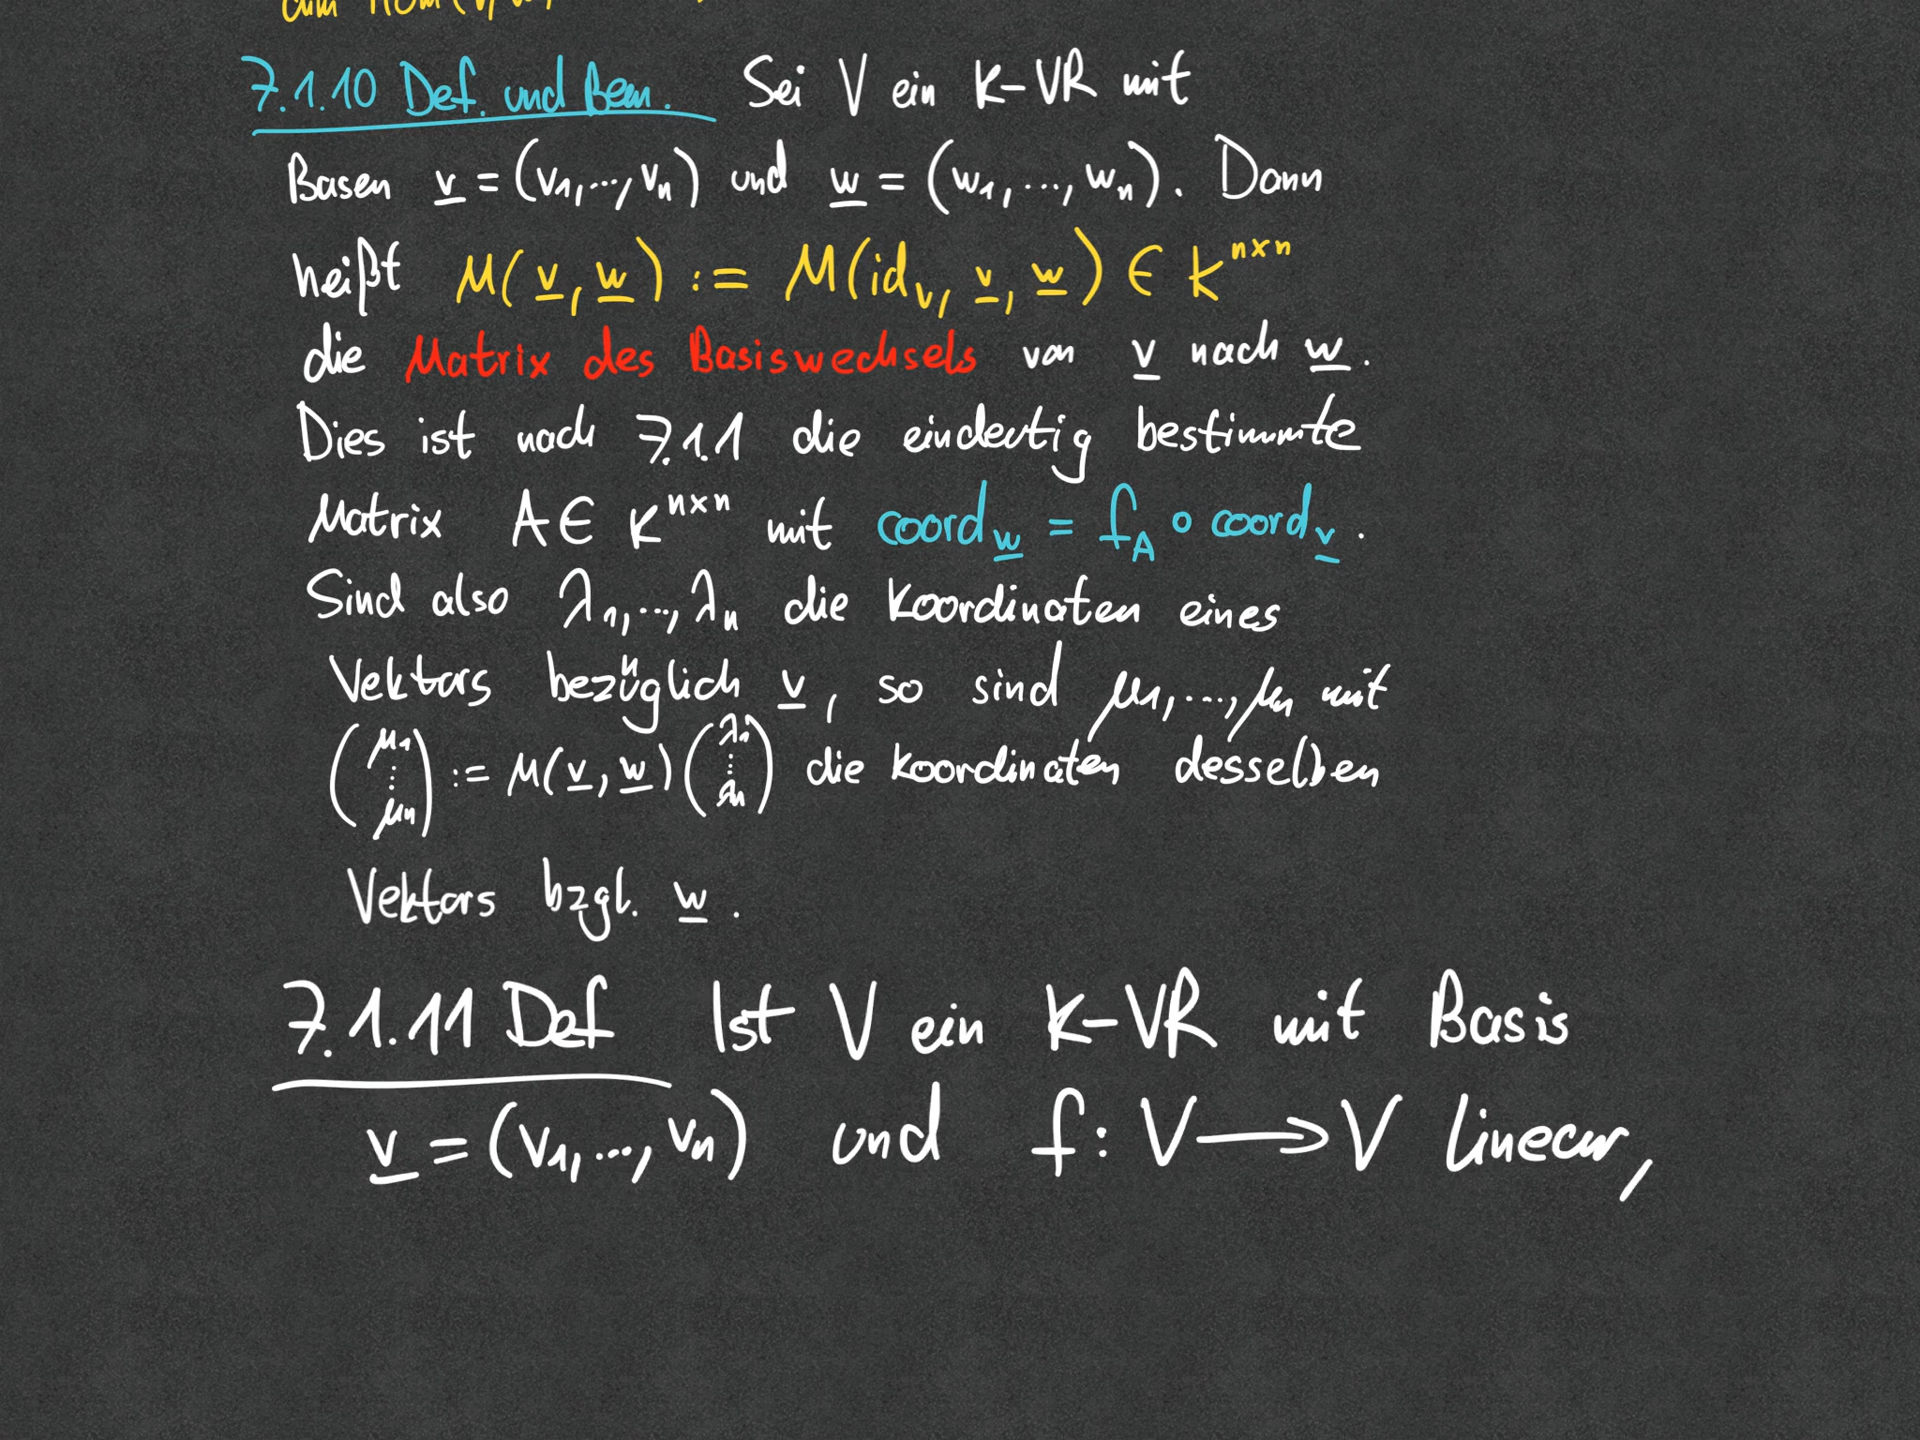 dim Hom(V,W)
7.1.10 Def. und Bem. Sei V ein K-VR mit
Basen v̲ = (v₁,...,vₙ) und w̲ = (w₁,...,wₙ). Dann
heißt M(v̲,w̲) := M(id_V, v̲, w̲) ∈ K^{n×n}
die Matrix des Basiswechsels von v̲ nach w̲.
Dies ist nach 7.1.1 die eindeutig bestimmte
Matrix A ∈ K^{n×n} mit coord_w̲ = f_A ∘ coord_v̲.
Sind also λ₁,...,λₙ die Koordinaten eines
Vektors bezüglich v̲, so sind μ₁,...,μₙ mit
(μ₁ ⋮ μₙ) := M(v̲,w̲) (λ₁ ⋮ λₙ) die Koordinaten desselben
Vektors bzgl. w̲.
7.1.11 Def Ist V ein K-VR mit Basis
v̲ = (v₁,...,vₙ) und f: V ⟶ V linear,